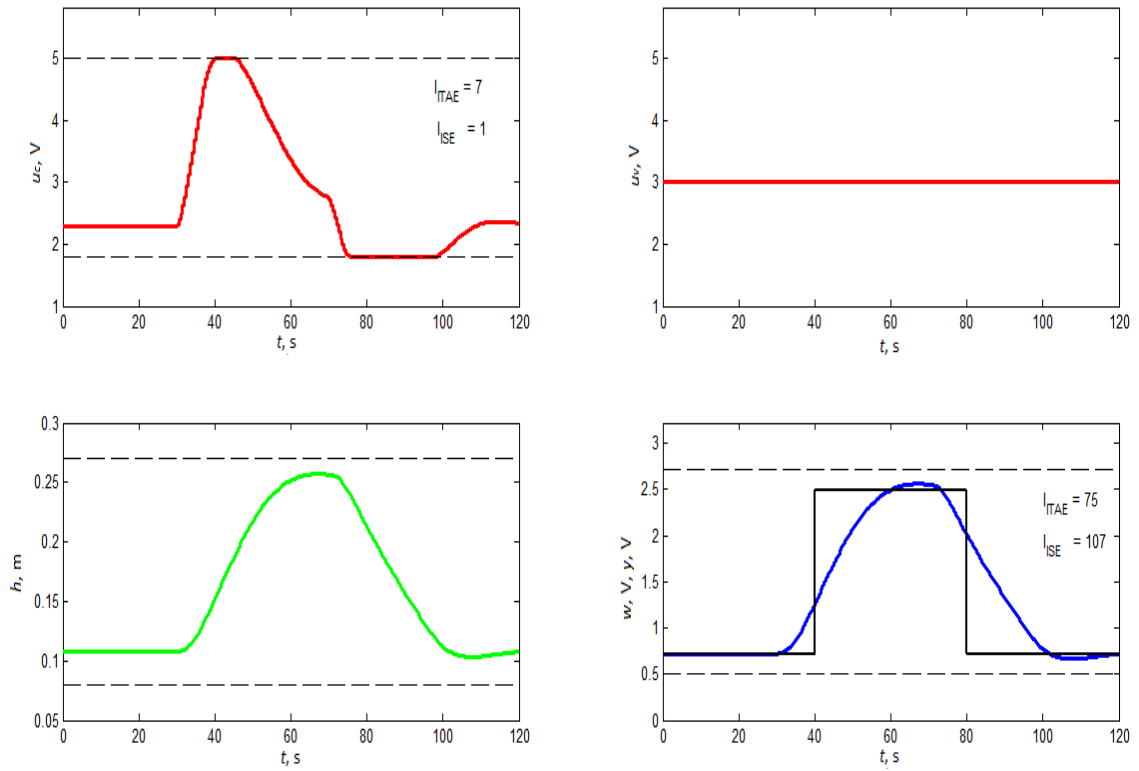 5
4
3
2
1
u_c, V
I_ITAE = 7
I_ISE = 1
0 20 40 60 80 100 120
t, s
5
4
3
2
1
u_v, V
0 20 40 60 80 100 120
t, s
0.3
0.25
0.2
0.15
0.1
0.05
h, m
0 20 40 60 80 100 120
t, s
3
2.5
2
1.5
1
0.5
0
w, V, y, V
I_ITAE = 75
I_ISE = 107
0 20 40 60 80 100 120
t, s